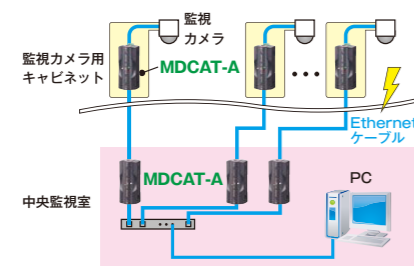 監視
カメラ
監視カメラ用
キャビネット
MDCAT-A
Ethernet
ケーブル
MDCAT-A
PC
中央監視室